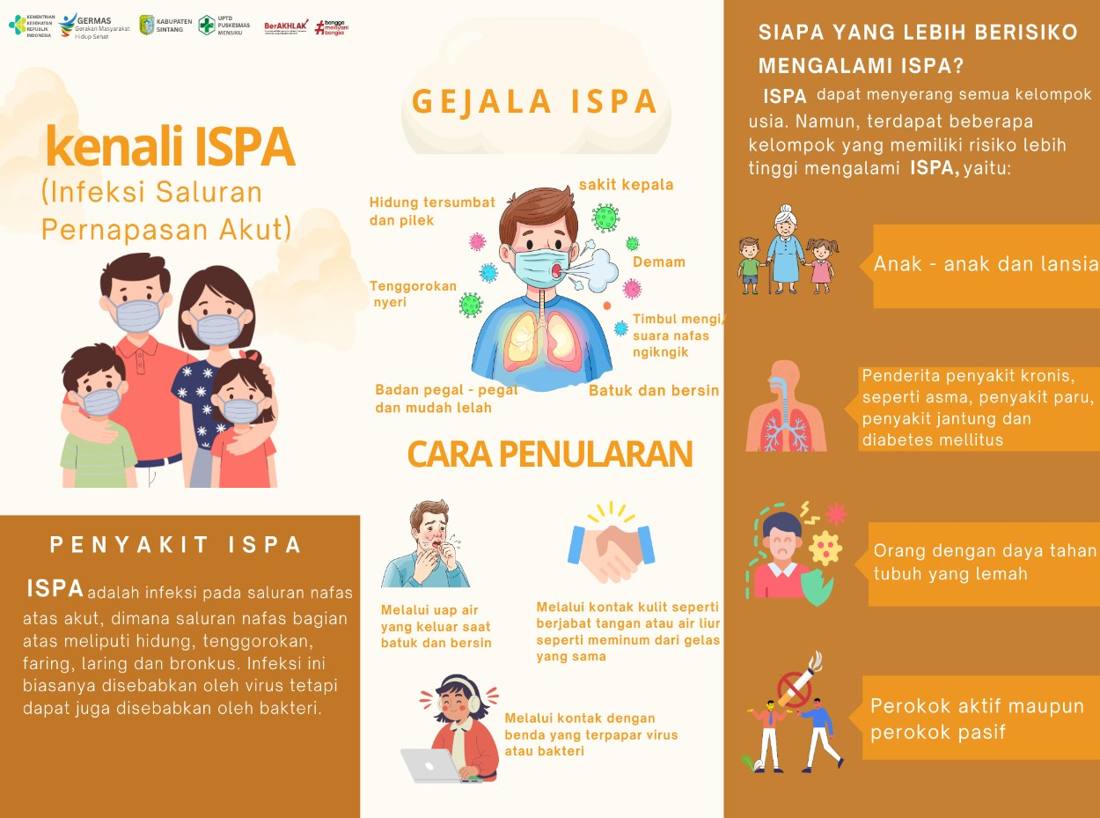 KEMENTERIAN
KESEHATAN
REPUBLIK
INDONESIA
GERMAS
Gerakan Masyarakat
Hidup Sehat
KABUPATEN
SINTANG
UPTD
PUSKESMAS
MENSIKU
BerAKHLAK
bangga
melayani
bangsa
kenali ISPA
(Infeksi Saluran
Pernapasan Akut)
PENYAKIT ISPA
ISPA adalah infeksi pada saluran nafas
atas akut, dimana saluran nafas bagian
atas meliputi hidung, tenggorokan,
faring, laring dan bronkus. Infeksi ini
biasanya disebabkan oleh virus tetapi
dapat juga disebabkan oleh bakteri.
GEJALA ISPA
Hidung tersumbat
dan pilek
sakit kepala
Demam
Tenggorokan
nyeri
Timbul mengi/
suara nafas
ngikngik
Badan pegal - pegal
dan mudah lelah
Batuk dan bersin
CARA PENULARAN
Melalui uap air
yang keluar saat
batuk dan bersin
Melalui kontak kulit seperti
berjabat tangan atau air liur
seperti meminum dari gelas
yang sama
Melalui kontak dengan
benda yang terpapar virus
atau bakteri
SIAPA YANG LEBIH BERISIKO
MENGALAMI ISPA?
ISPA dapat menyerang semua kelompok
usia. Namun, terdapat beberapa
kelompok yang memiliki risiko lebih
tinggi mengalami ISPA, yaitu:
Anak - anak dan lansia
Penderita penyakit kronis,
seperti asma, penyakit paru,
penyakit jantung dan
diabetes mellitus
Orang dengan daya tahan
tubuh yang lemah
Perokok aktif maupun
perokok pasif